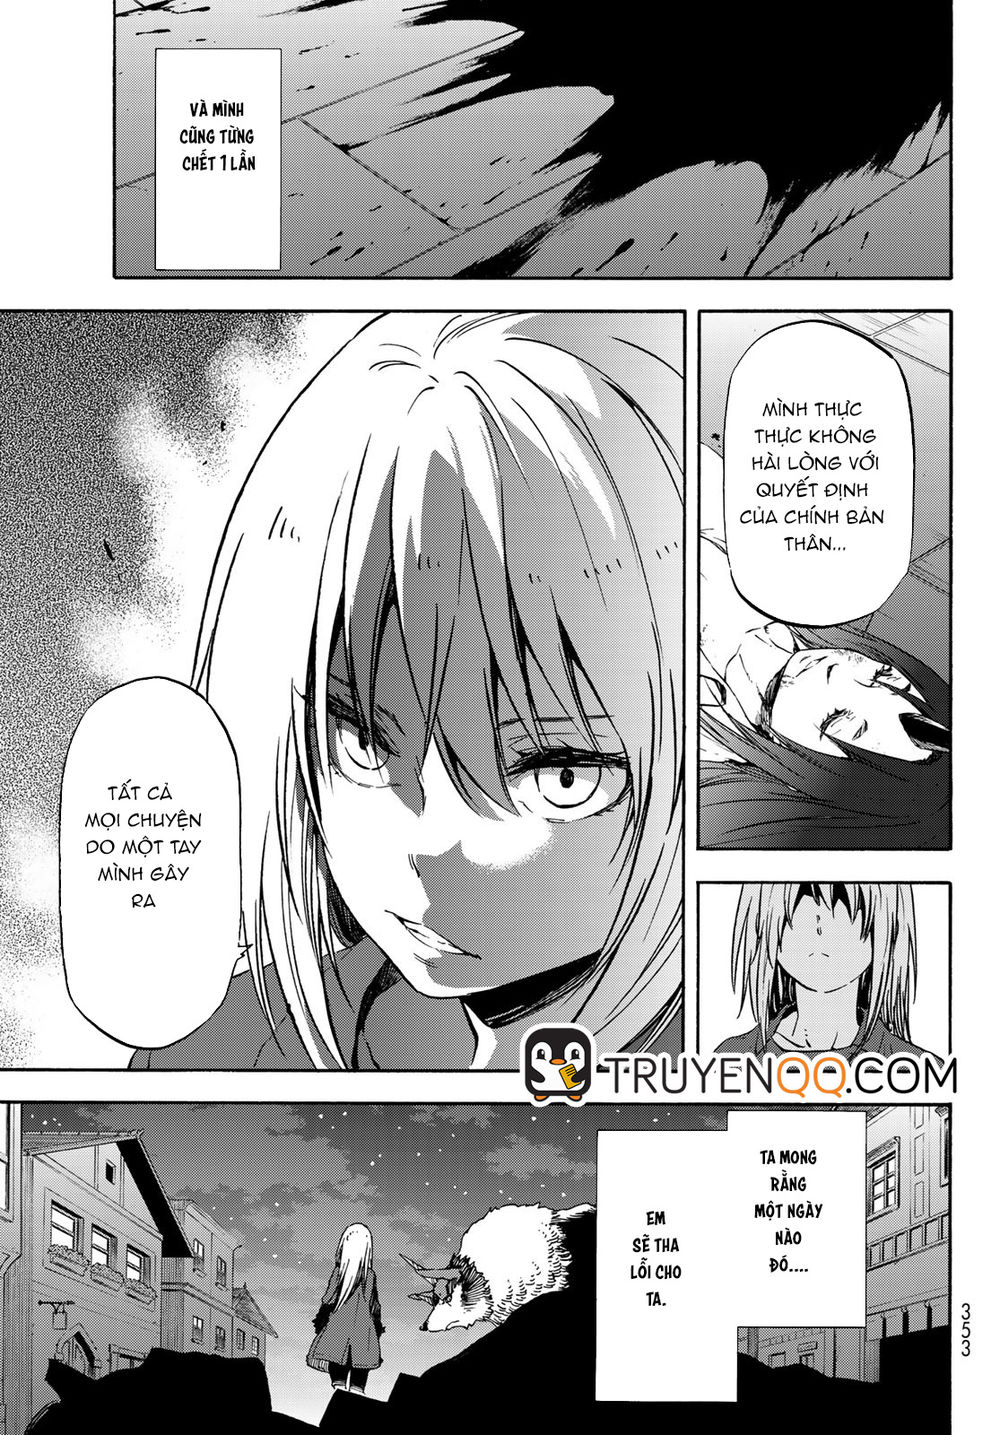 VÀ MÌNH
CŨNG TỪNG
CHẾT 1 LẦN
MÌNH THỰC
THỰC KHÔNG
HÀI LÒNG VỚI
QUYẾT ĐỊNH
CỦA CHÍNH BẢN
THÂN...
TẤT CẢ
MỌI CHUYỆN
DO MỘT TAY
MÌNH GÂY
RA
TRUYENQQ.COM
TA MONG
RẰNG
MỘT NGÀY
NÀO
ĐÓ....
EM
SẼ THA
LỖI CHO
TA.
353